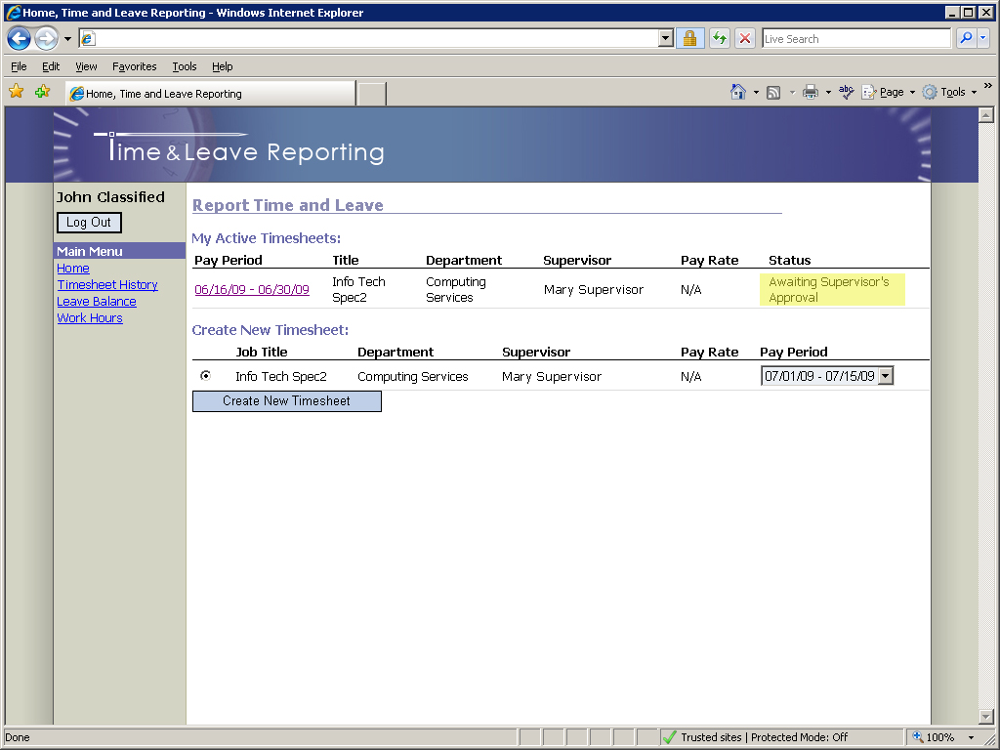 Home, Time and Leave Reporting - Windows Internet Explorer
Live Search
File Edit View Favorites Tools Help
Home, Time and Leave Reporting
Page Tools »
Time & Leave Reporting
John Classified
Log Out
Main Menu
Home
Timesheet History
Leave Balance
Work Hours
Report Time and Leave
My Active Timesheets:
Pay Period Title Department Supervisor Pay Rate Status
06/16/09 - 06/30/09 Info Tech Spec2 Computing Services Mary Supervisor N/A Awaiting Supervisor's Approval
Create New Timesheet:
Job Title Department Supervisor Pay Rate Pay Period
Info Tech Spec2 Computing Services Mary Supervisor N/A 07/01/09 - 07/15/09
Create New Timesheet
Done Trusted sites | Protected Mode: Off 100%